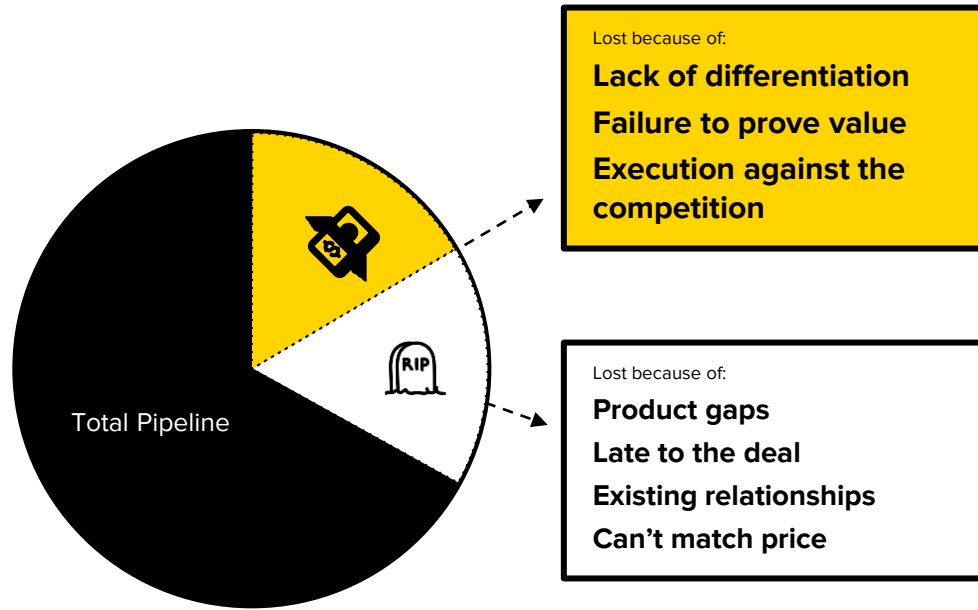 Lost because of:
Lack of differentiation
Failure to prove value
Execution against the
competition
$
RIP
Total Pipeline
Lost because of:
Product gaps
Late to the deal
Existing relationships
Can’t match price